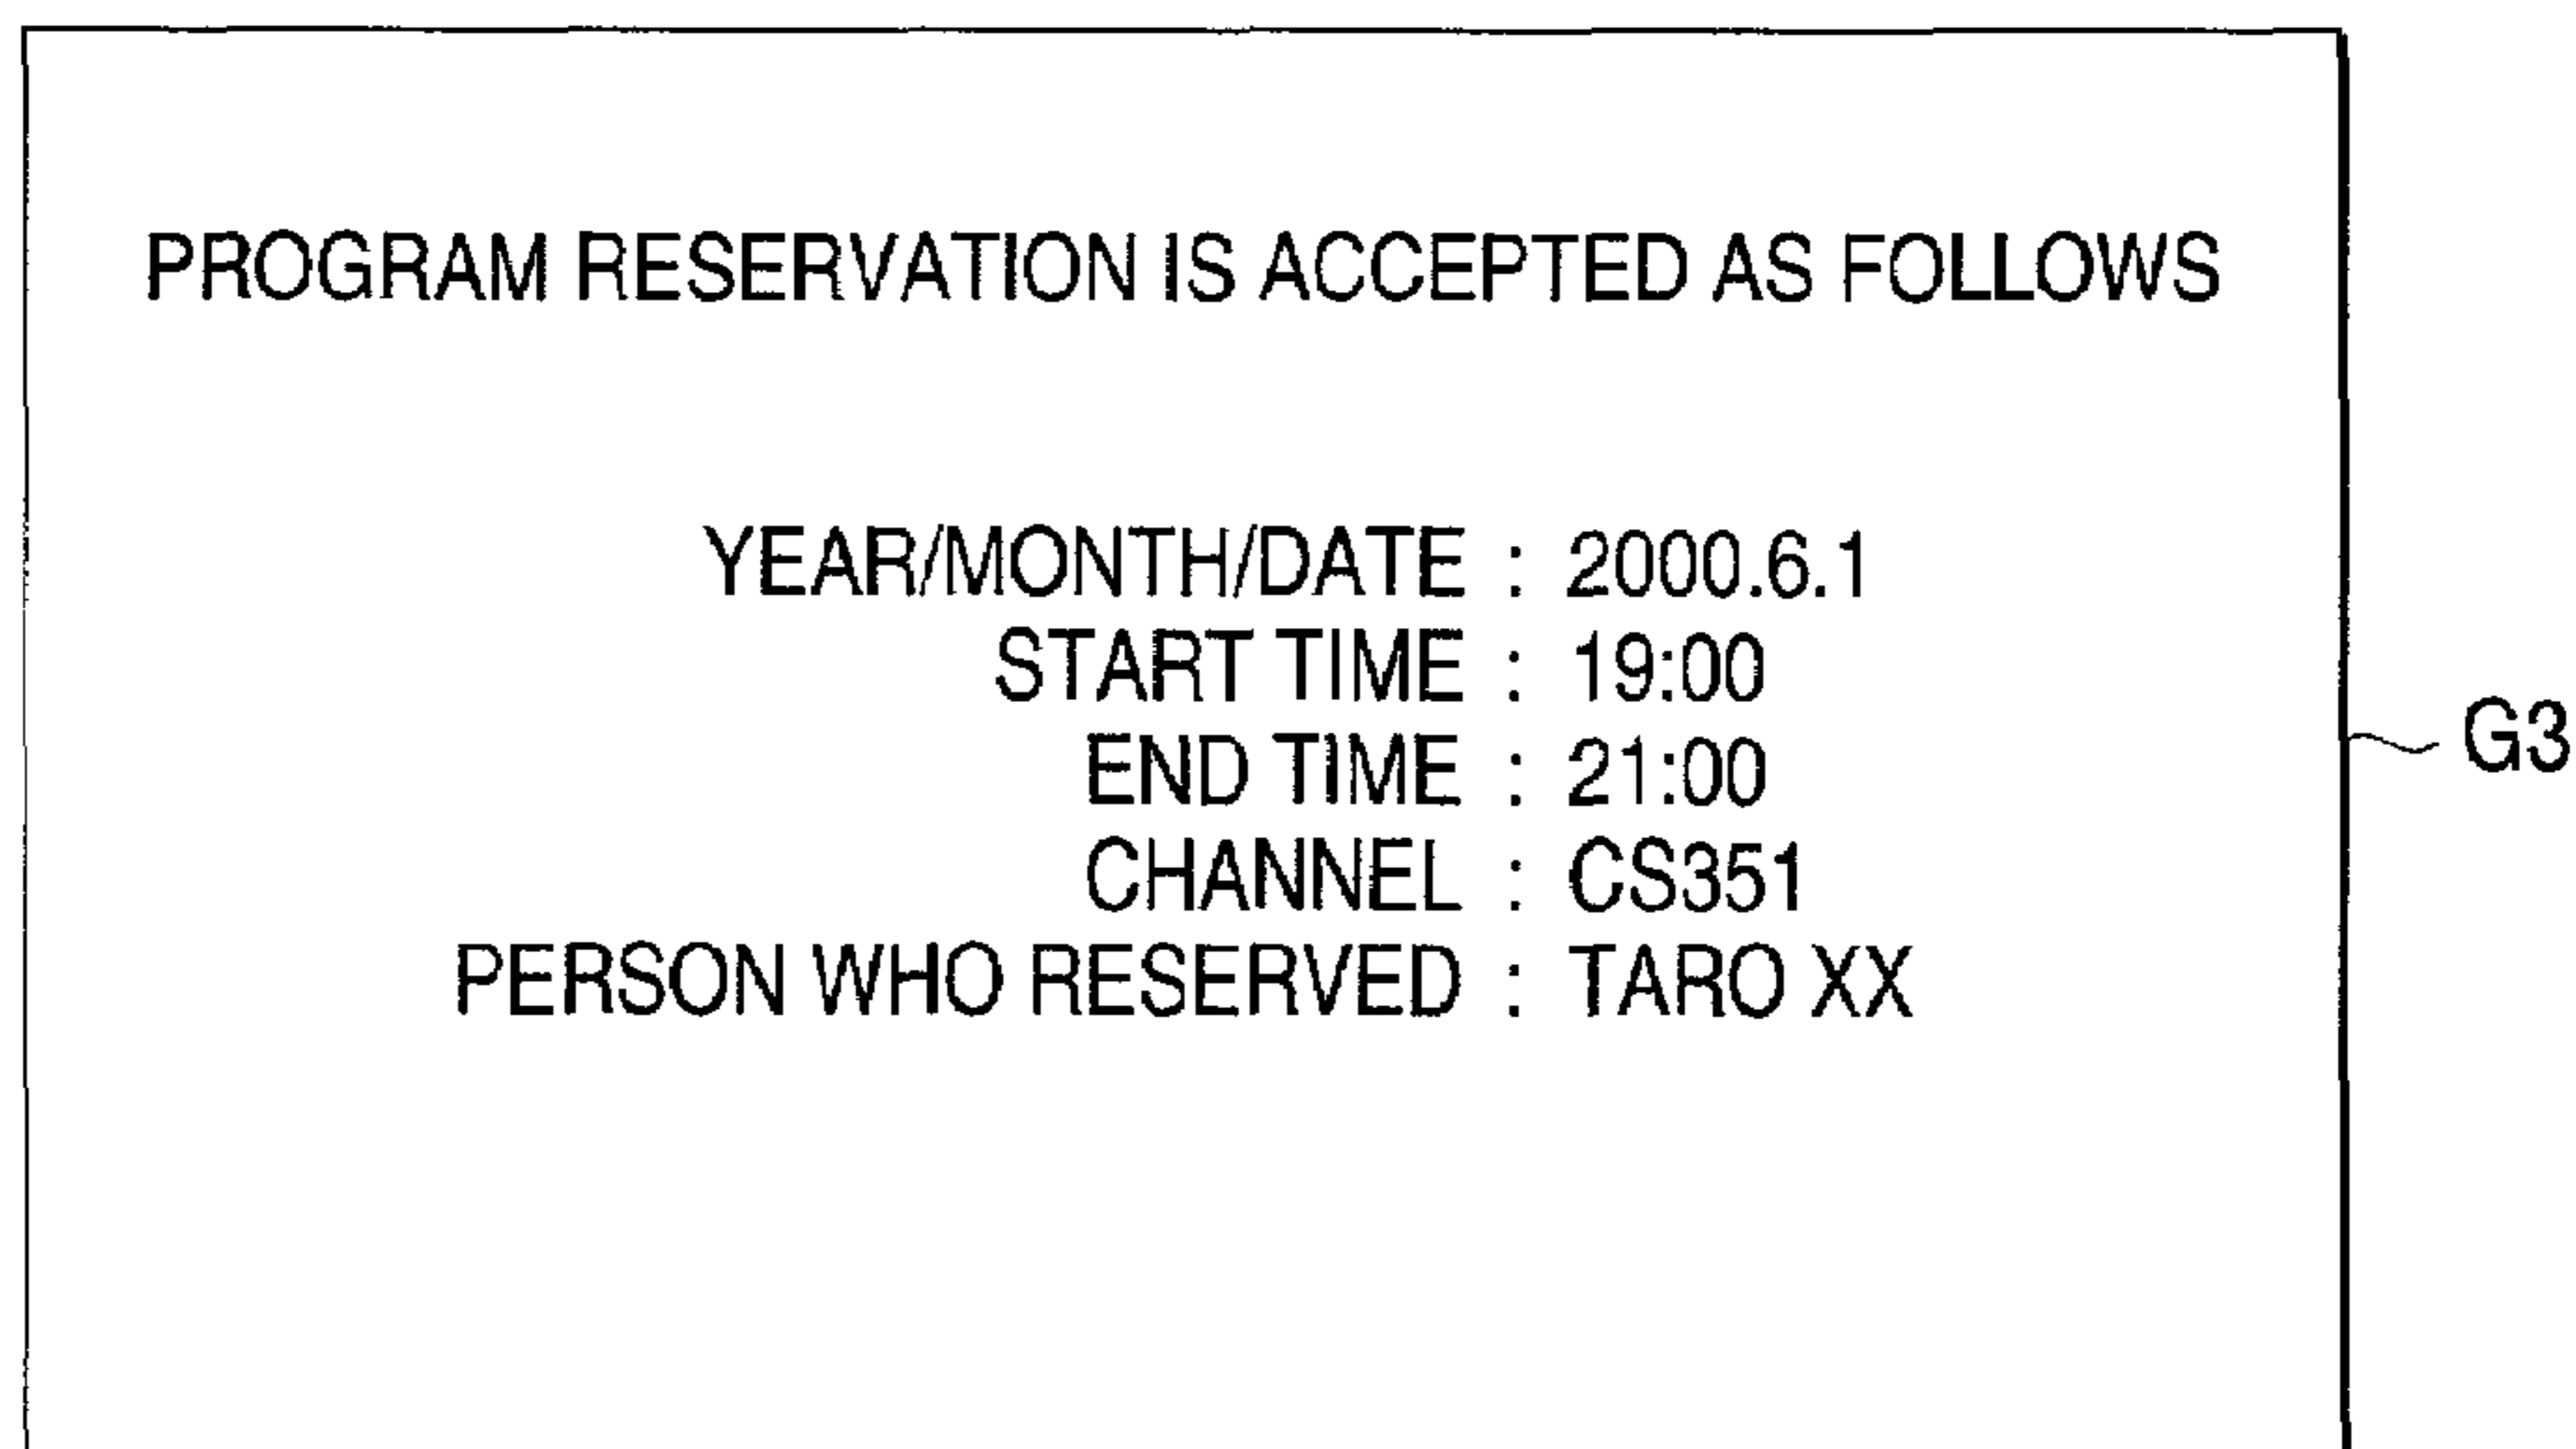 PROGRAM RESERVATION IS ACCEPTED AS FOLLOWS
YEAR/MONTH/DATE : 2000.6.1
START TIME : 19:00
END TIME : 21:00
CHANNEL : CS351
PERSON WHO RESERVED : TARO XX
G3